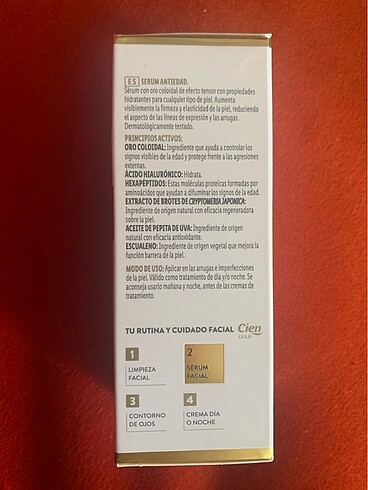 ES SERUM ANTIEDAD.
Sérum con oro coloidal de efecto tensor con propiedades
hidratantes para cualquier tipo de piel. Aumenta
visiblemente la firmeza y elasticidad de la piel, reduciendo
el aspecto de las líneas de expresión y las arrugas.
Dermatológicamente testado.
PRINCIPIOS ACTIVOS:
ORO COLOIDAL: Ingrediente que ayuda a controlar los
signos visibles de la edad y protege frente a las agresiones
externas.
ÁCIDO HIALURÓNICO: Hidrata.
HEXAPÉPTIDOS: Estas moléculas proteicas formadas por
aminoácidos que ayudan a difuminar los signos de la edad.
EXTRACTO DE BROTES DE CRYPTOMERIA JAPONICA:
Ingrediente de origen natural con eficacia regeneradora
sobre la piel.
ACEITE DE PEPITA DE UVA: Ingrediente de origen
natural con eficacia antioxidante.
ESCUALENO: Ingrediente de origen vegetal que mejora la
función barrera de la piel.
MODO DE USO: Aplicar en las arrugas e imperfecciones
de la piel. Válido como tratamiento de día y/o noche. Se
aconseja usarlo mañana y noche, antes de las cremas de
tratamiento.
TU RUTINA Y CUIDADO FACIAL Cien
GOLD
1
LIMPIEZA
FACIAL
2
SÉRUM
FACIAL
3
CONTORNO
DE OJOS
4
CREMA DÍA
O NOCHE